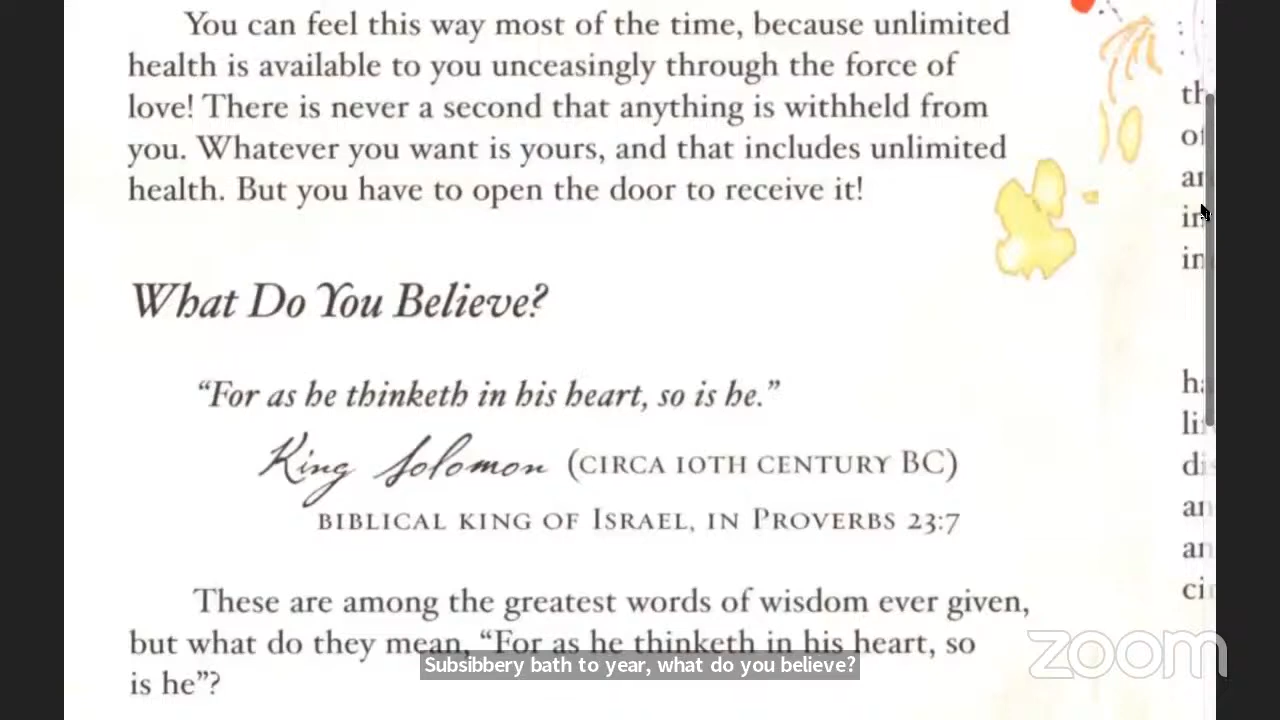 You can feel this way most of the time, because unlimited
health is available to you unceasingly through the force of
love! There is never a second that anything is withheld from
you. Whatever you want is yours, and that includes unlimited
health. But you have to open the door to receive it!
What Do You Believe?
“For as he thinketh in his heart, so is he.”
King Solomon (CIRCA 10TH CENTURY BC)
BIBLICAL KING OF ISRAEL, IN PROVERBS 23:7
These are among the greatest words of wisdom ever given,
but what do they mean, “For as he thinketh in his heart, so
is he”?
Subsibbery bath to year, what do you believe?
zoom